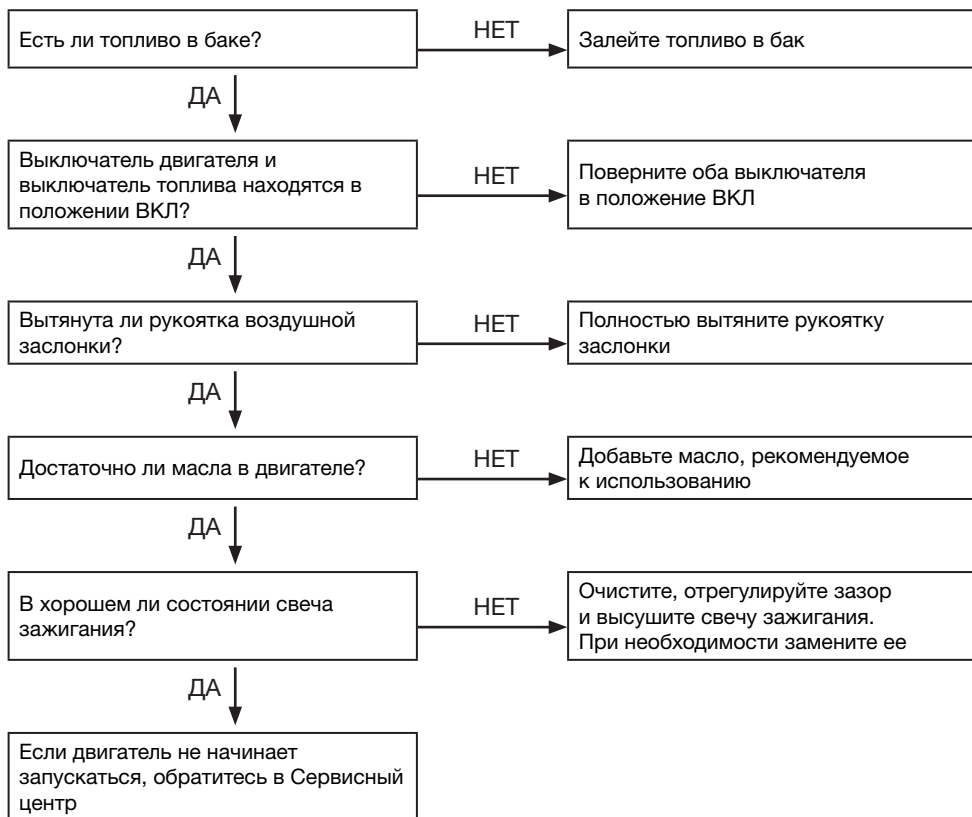 Есть ли топливо в баке?
НЕТ
Залейте топливо в бак
ДА
Выключатель двигателя и
выключатель топлива находятся в
положении ВКЛ?
НЕТ
Поверните оба выключателя
в положение ВКЛ
ДА
Вытянута ли рукоятка воздушной
заслонки?
НЕТ
Полностью вытяните рукоятку
заслонки
ДА
Достаточно ли масла в двигателе?
НЕТ
Добавьте масло, рекомендуемое
к использованию
ДА
В хорошем ли состоянии свеча
зажигания?
НЕТ
Очистите, отрегулируйте зазор
и высушите свечу зажигания.
При необходимости замените ее
ДА
Если двигатель не начинает
запускаться, обратитесь в Сервисный
центр